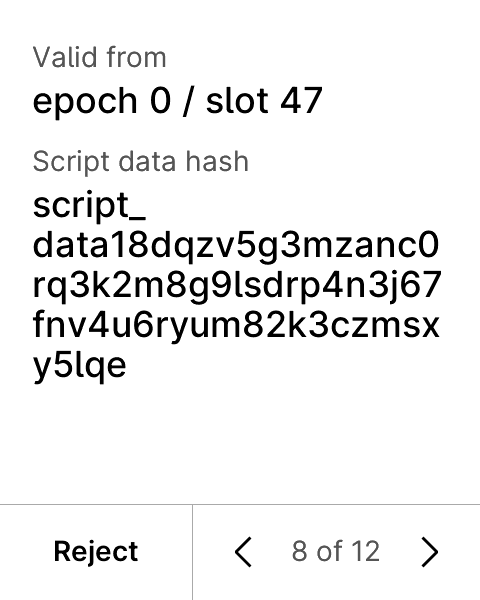 Valid from
epoch 0 / slot 47
Script data hash
script_
data18dqzv5g3mzanc0
rq3k2m8g9lsdrp4n3j67
fnv4u6ryum82k3czmsx
y5lqe
Reject
8 of 12